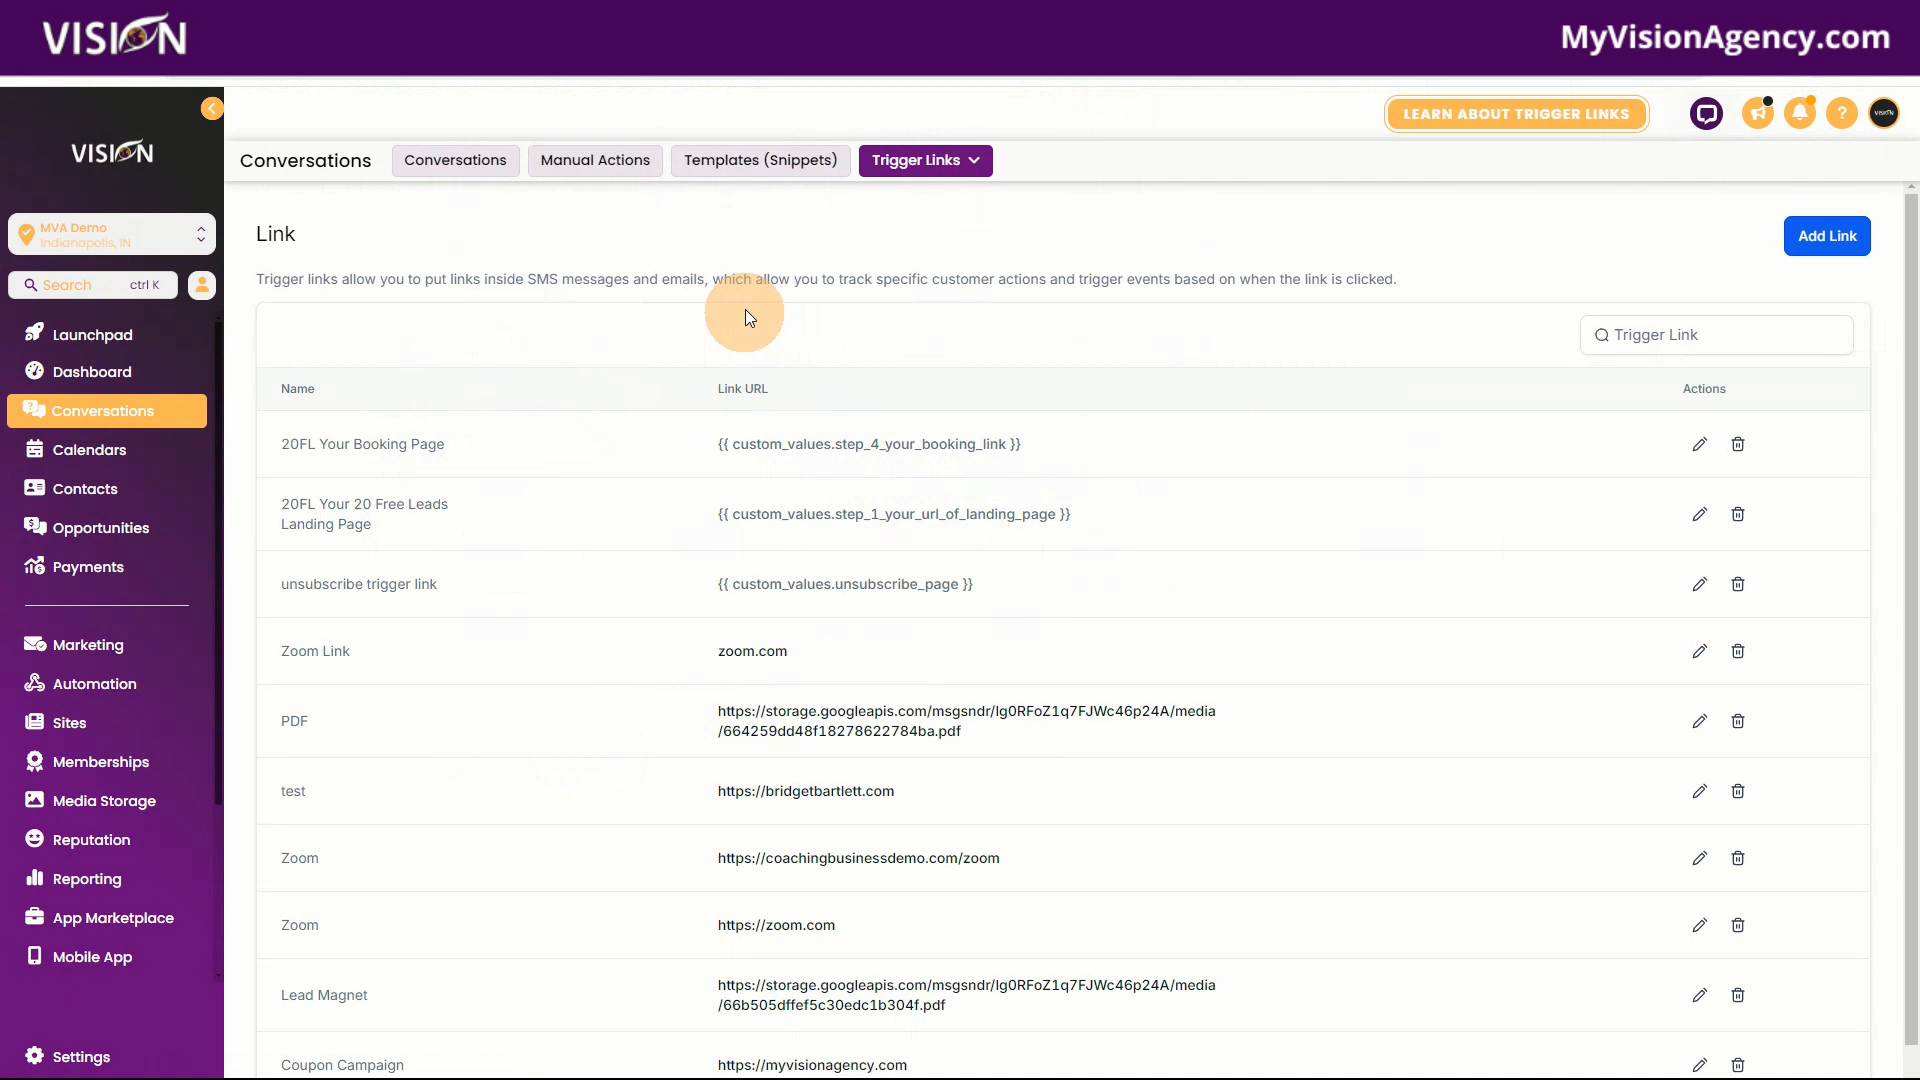 VISION
MyVisionAgency.com
LEARN ABOUT TRIGGER LINKS
?
VISION
VISION
Conversations
Conversations
Manual Actions
Templates (Snippets)
Trigger Links
MVA Demo
Indianapolis, IN
Search
ctrl K
Launchpad
Dashboard
Conversations
Calendars
Contacts
Opportunities
Payments
Marketing
Automation
Sites
Memberships
Media Storage
Reputation
Reporting
App Marketplace
Mobile App
Settings
Link
Add Link
Trigger links allow you to put links inside SMS messages and emails, which allow you to track specific customer actions and trigger events based on when the link is clicked.
Trigger Link
Name
Link URL
Actions
20FL Your Booking Page
{{ custom_values.step_4_your_booking_link }}
20FL Your 20 Free Leads
Landing Page
{{ custom_values.step_1_your_url_of_landing_page }}
unsubscribe trigger link
{{ custom_values.unsubscribe_page }}
Zoom Link
zoom.com
PDF
https://storage.googleapis.com/msgsndr/lg0RFoZ1q7FJWc46p24A/media
/664259dd48f18278622784ba.pdf
test
https://bridgetbartlett.com
Zoom
https://coachingbusinessdemo.com/zoom
Zoom
https://zoom.com
Lead Magnet
https://storage.googleapis.com/msgsndr/lg0RFoZ1q7FJWc46p24A/media
/66b505dffef5c30edc1b304f.pdf
Coupon Campaign
https://myvisionagency.com